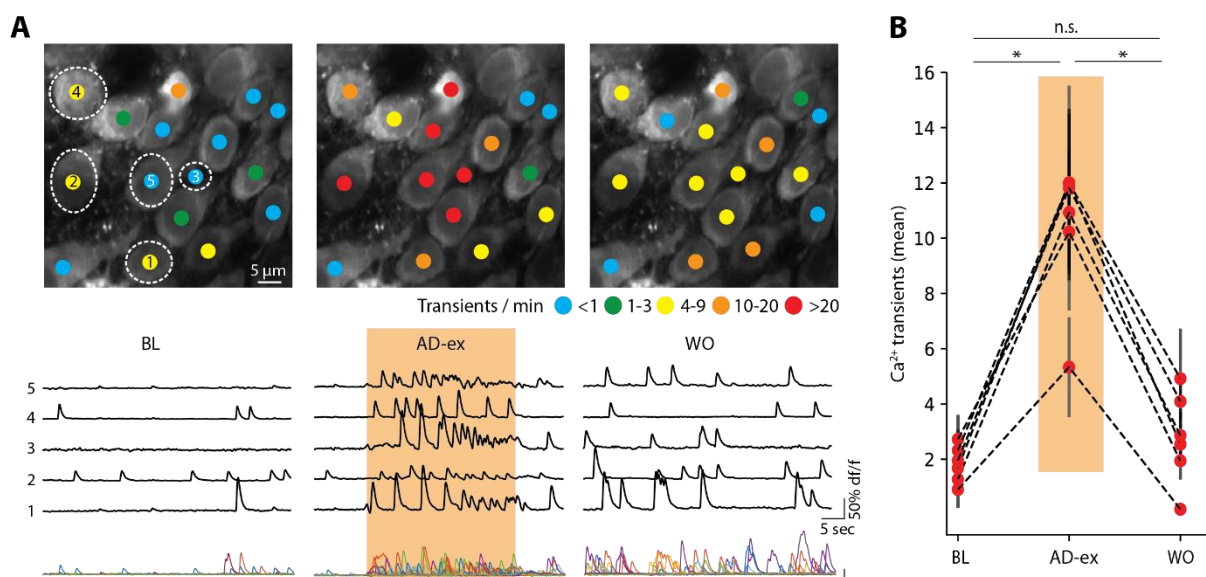 A
B
4
2
5
3
1
5 µm
Transients / min <1 1-3 4-9 10-20 >20
BL AD-ex WO
5
4
3
2
1
50% df/f
5 sec
n.s.
* *
Ca²⁺ transients (mean)
16
14
12
10
8
6
4
2
BL AD-ex WO